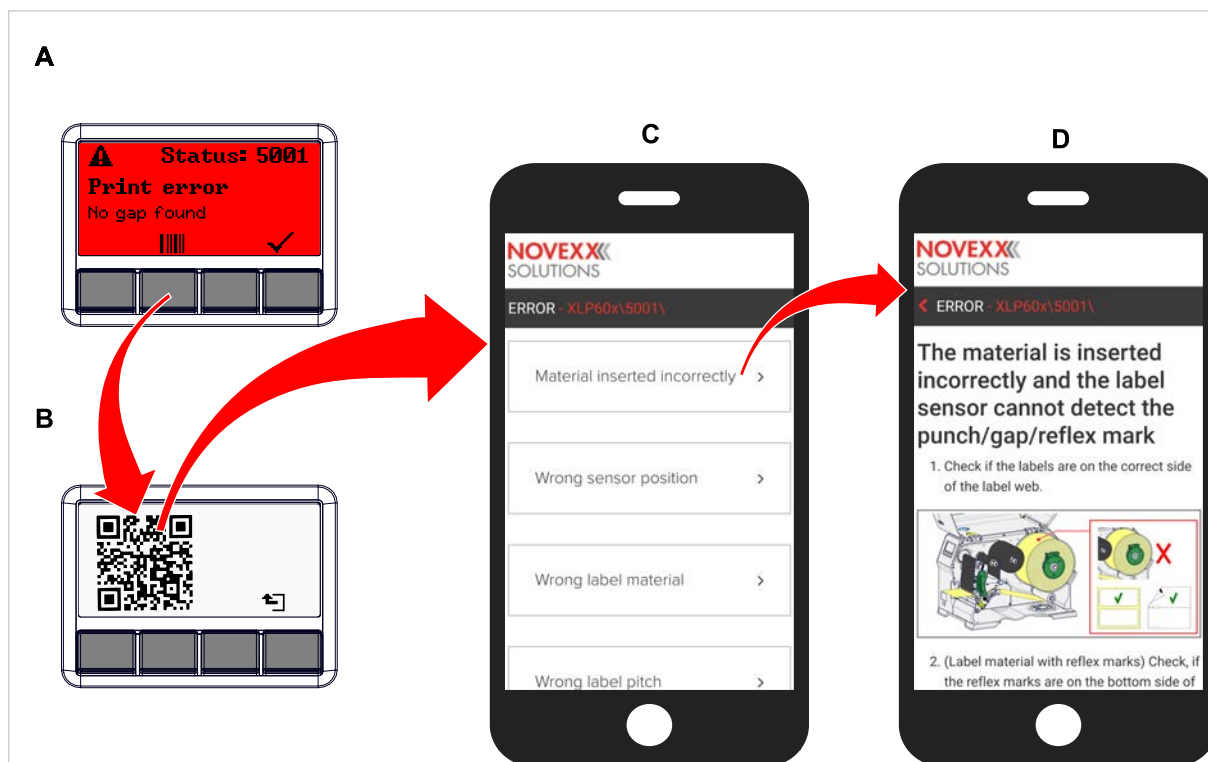 A
Status: 5001
Print error
No gap found
B
C
NOVEXX
SOLUTIONS
ERROR - XLP60x\5001\
Material inserted incorrectly
Wrong sensor position
Wrong label material
Wrong label pitch
D
NOVEXX
SOLUTIONS
ERROR - XLP60x\5001\
The material is inserted
incorrectly and the label
sensor cannot detect the
punch/gap/reflex mark
1. Check if the labels are on the correct side
of the label web.
X
2. (Label material with reflex marks) Check, if
the reflex marks are on the bottom side of